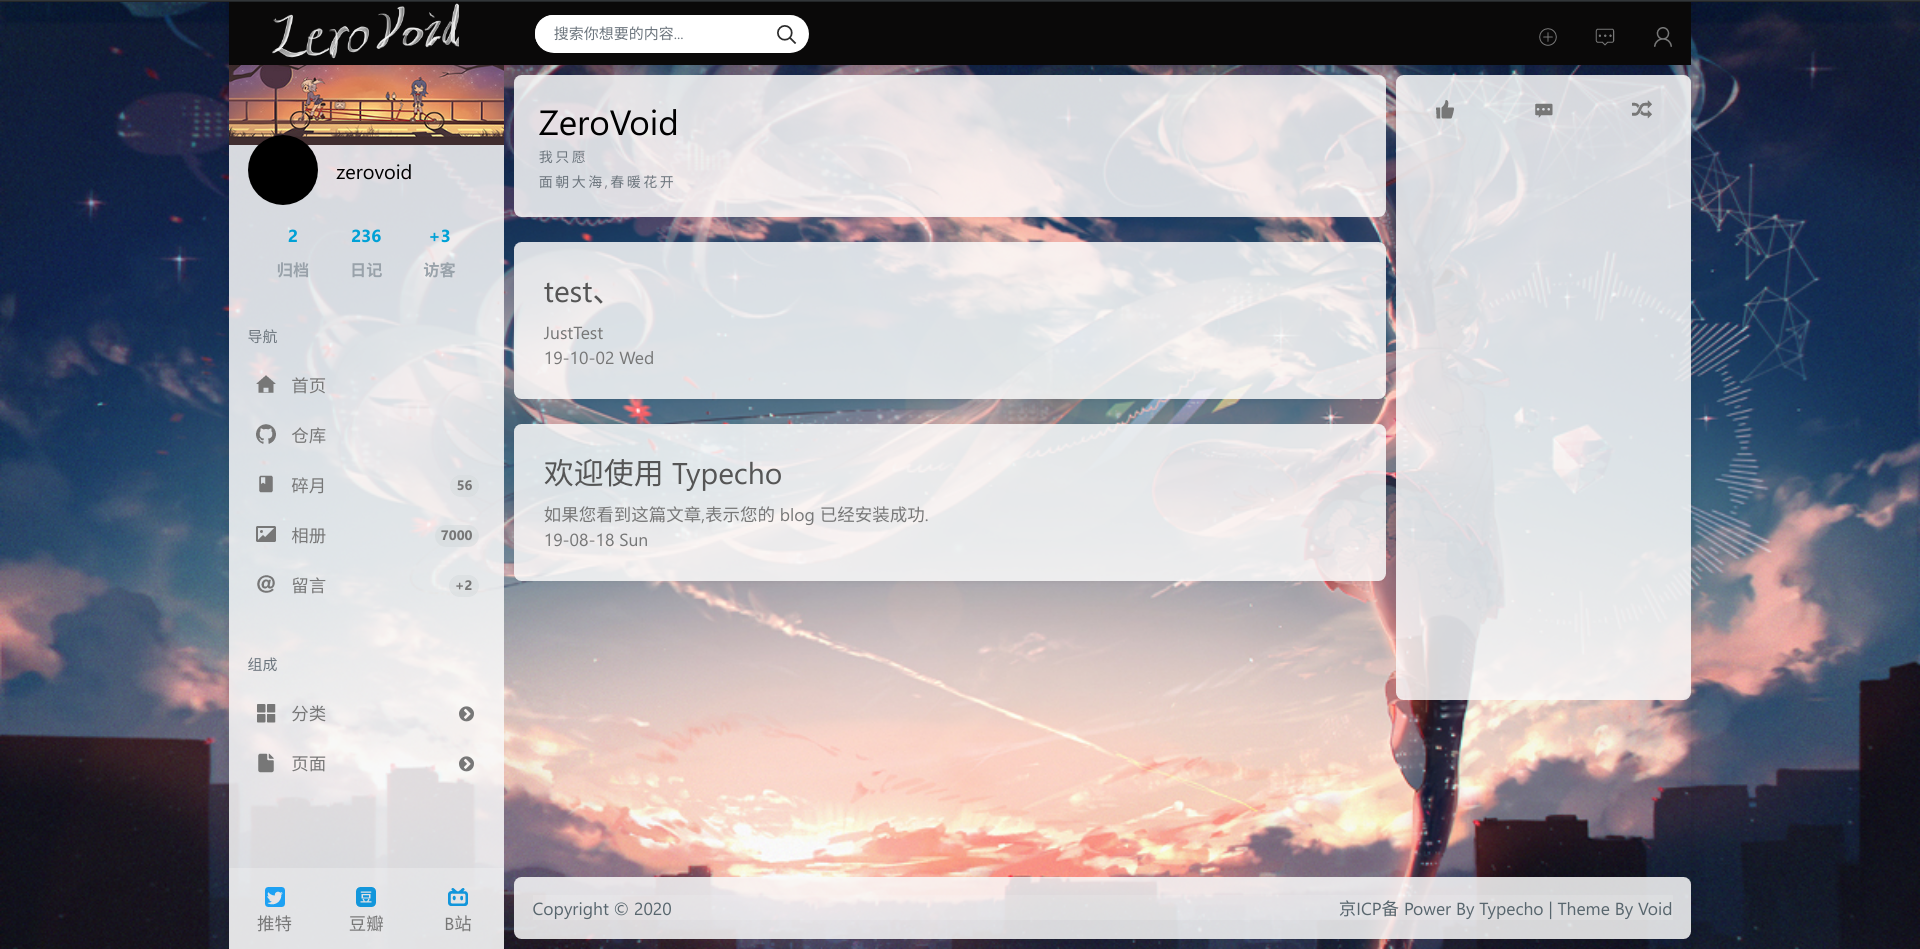 ZeroVoid
搜索你想要的内容...
zerovoid
2 236 +3
归档 日记 访客
导航
首页
仓库
碎月 56
相册 7000
留言 +2
组成
分类
页面
推特 豆瓣 B站
ZeroVoid
我只愿
面朝大海,春暖花开
test、
JustTest
19-10-02 Wed
欢迎使用 Typecho
如果您看到这篇文章,表示您的 blog 已经安装成功.
19-08-18 Sun
Copyright © 2020
京ICP备 Power By Typecho | Theme By Void